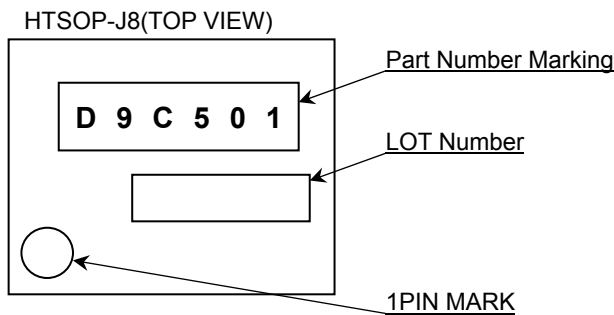 HTSOP-J8(TOP VIEW)
Part Number Marking
D 9 C 5 0 1
LOT Number
1PIN MARK